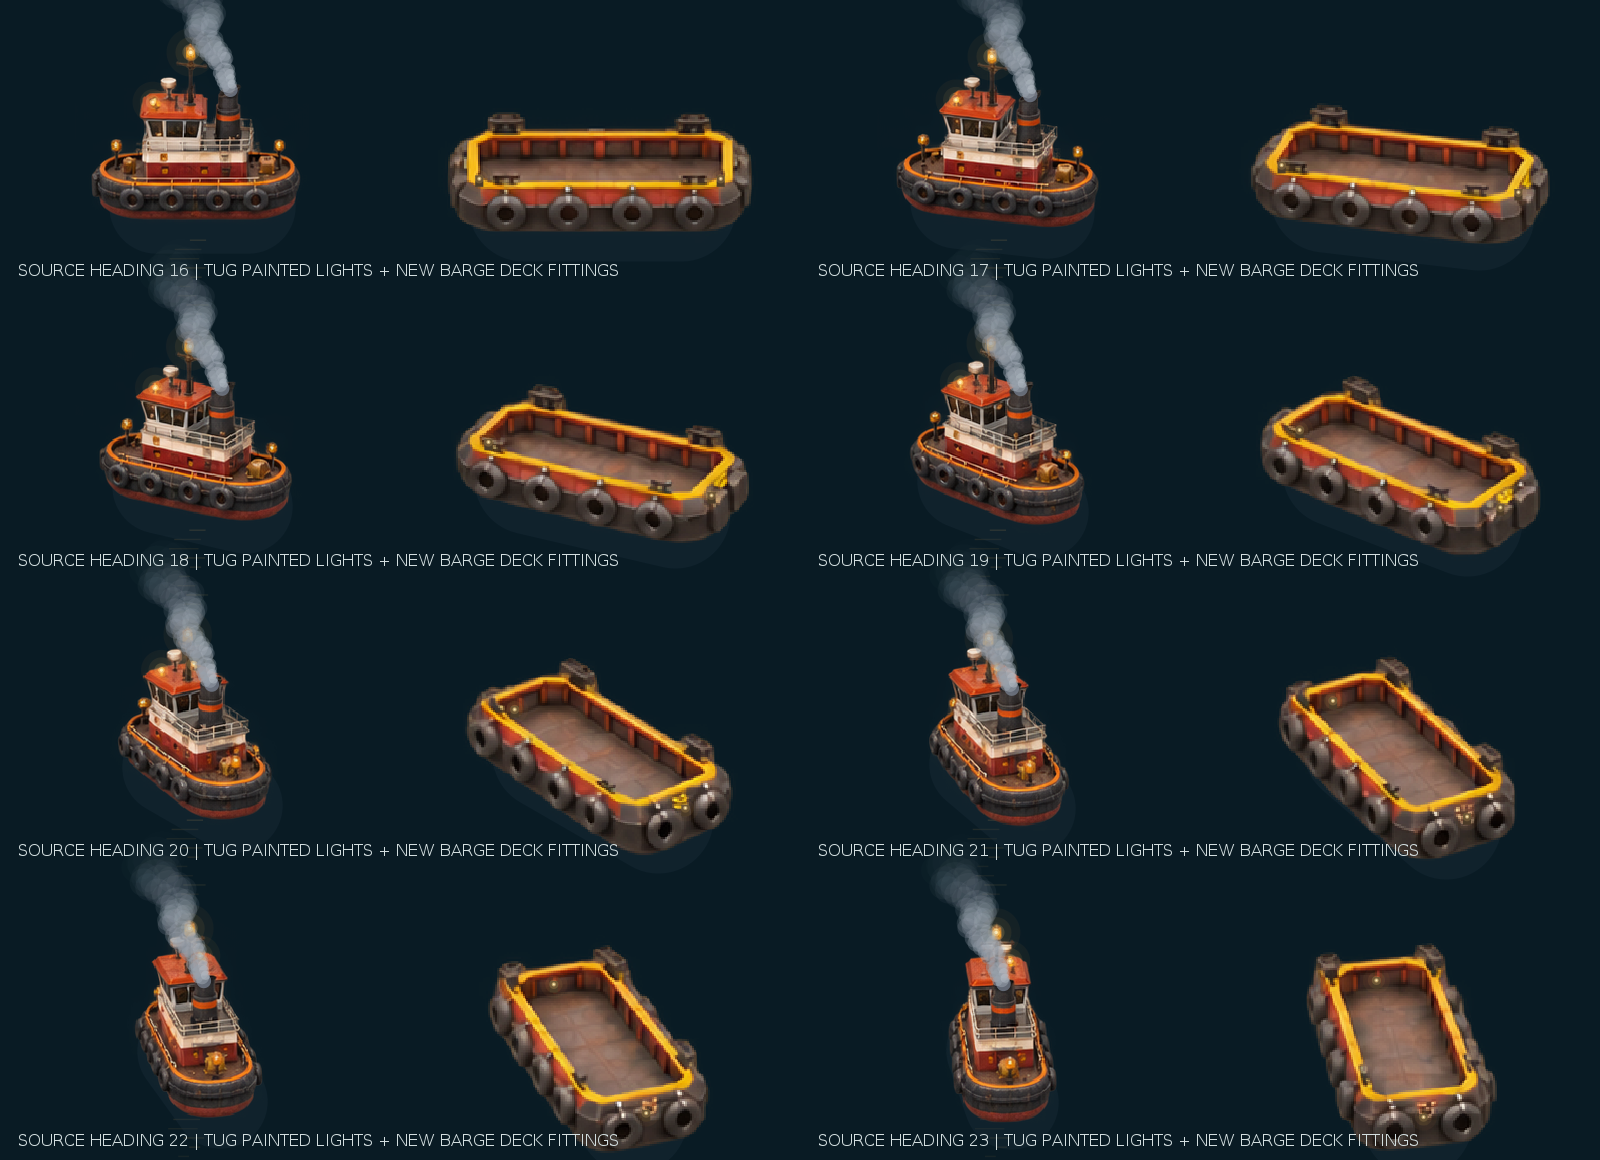 SOURCE HEADING 16 | TUG PAINTED LIGHTS + NEW BARGE DECK FITTINGS
SOURCE HEADING 17 | TUG PAINTED LIGHTS + NEW BARGE DECK FITTINGS
SOURCE HEADING 18 | TUG PAINTED LIGHTS + NEW BARGE DECK FITTINGS
SOURCE HEADING 19 | TUG PAINTED LIGHTS + NEW BARGE DECK FITTINGS
SOURCE HEADING 20 | TUG PAINTED LIGHTS + NEW BARGE DECK FITTINGS
SOURCE HEADING 21 | TUG PAINTED LIGHTS + NEW BARGE DECK FITTINGS
SOURCE HEADING 22 | TUG PAINTED LIGHTS + NEW BARGE DECK FITTINGS
SOURCE HEADING 23 | TUG PAINTED LIGHTS + NEW BARGE DECK FITTINGS